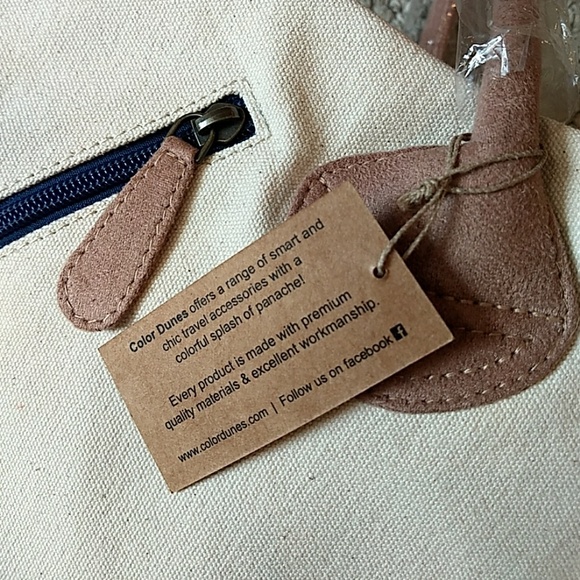 Color Dunes offers a range of smart and
chic travel accessories with a
colorful splash of panache!
Every product is made with premium
quality materials & excellent workmanship.
www.colordunes.com | Follow us on facebook f